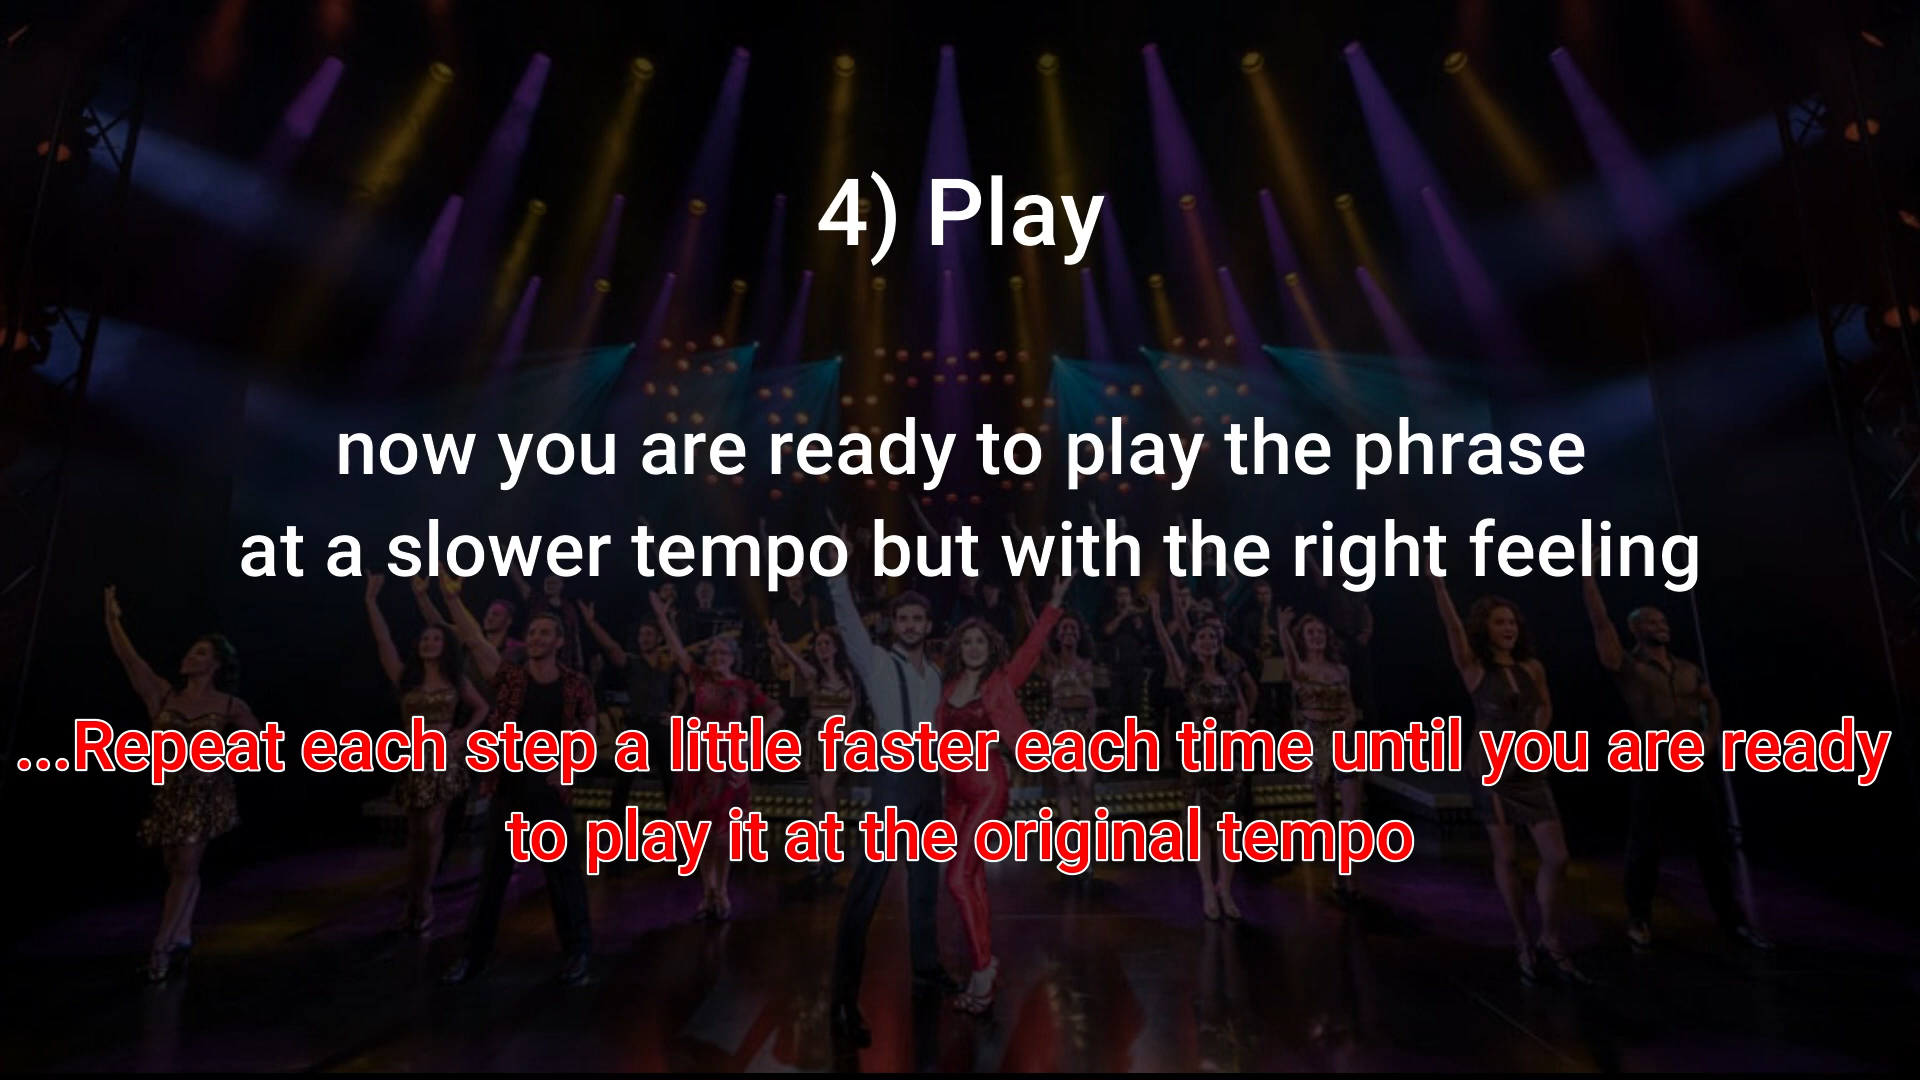 4) Play
now you are ready to play the phrase
at a slower tempo but with the right feeling
...Repeat each step a little faster each time until you are ready
to play it at the original tempo